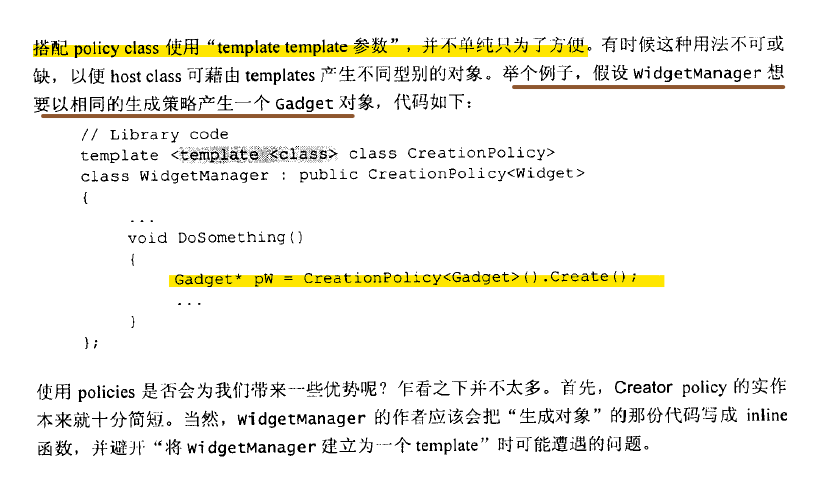 搭配 policy class 使用“template template 参数”，并不单纯只为了方便。有时候这种用法不可或
缺，以便 host class 可藉由 templates 产生不同型别的对象。举个例子，假设 WidgetManager 想
要以相同的生成策略产生一个 Gadget 对象，代码如下：
// Library code
template <template <class> class CreationPolicy>
class WidgetManager : public CreationPolicy<Widget>
{
...
void DoSomething()
{
Gadget* pW = CreationPolicy<Gadget>().Create();
...
}
};
使用 policies 是否会为我们带来一些优势呢？乍看之下并不太多。首先，Creator policy 的实作
本来就十分简短。当然，WidgetManager 的作者应该会把“生成对象”的那份代码写成 inline
函数，并避开“将 WidgetManager 建立为一个 template”时可能遭遇的问题。